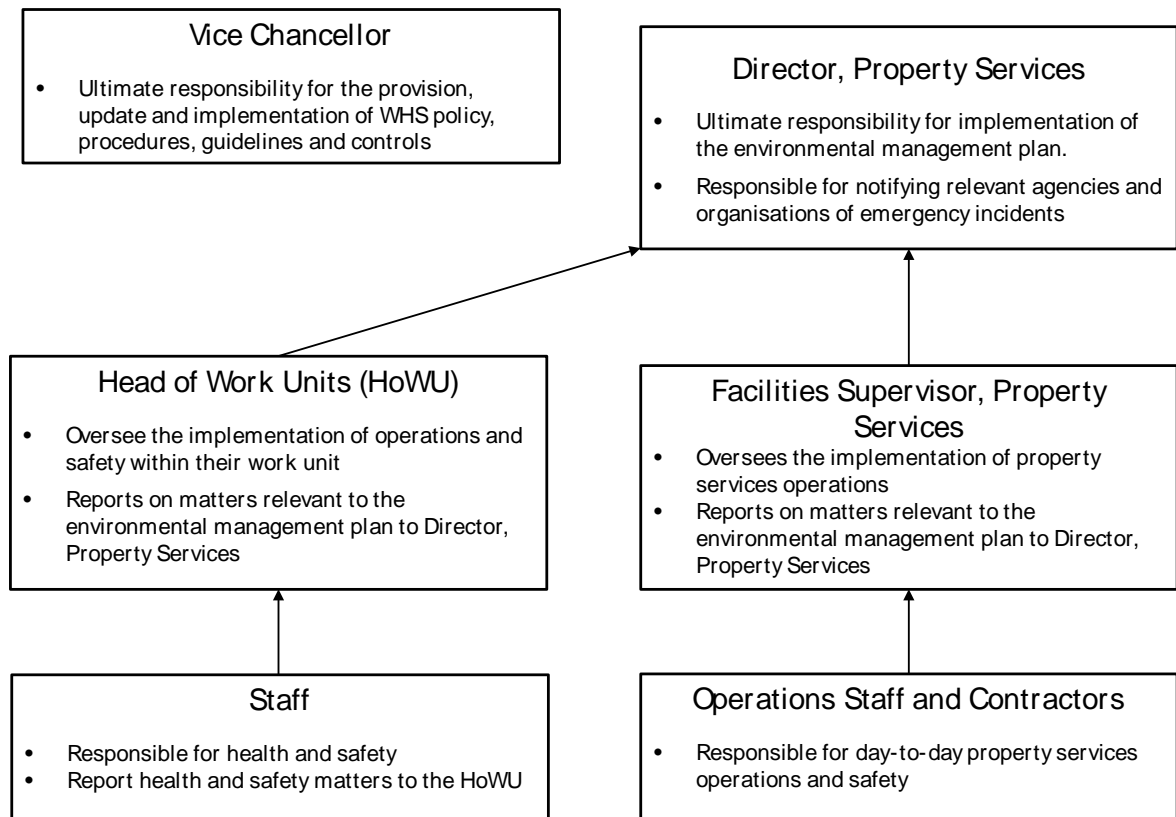 Vice Chancellor
• Ultimate responsibility for the provision,
update and implementation of WHS policy,
procedures, guidelines and controls
Director, Property Services
• Ultimate responsibility for implementation of
the environmental management plan.
• Responsible for notifying relevant agencies and
organisations of emergency incidents
Head of Work Units (HoWU)
• Oversee the implementation of operations and
safety within their work unit
• Reports on matters relevant to the
environmental management plan to Director,
Property Services
Facilities Supervisor, Property
Services
• Oversees the implementation of property
services operations
• Reports on matters relevant to the
environmental management plan to Director,
Property Services
Staff
• Responsible for health and safety
• Report health and safety matters to the HoWU
Operations Staff and Contractors
• Responsible for day-to-day property services
operations and safety